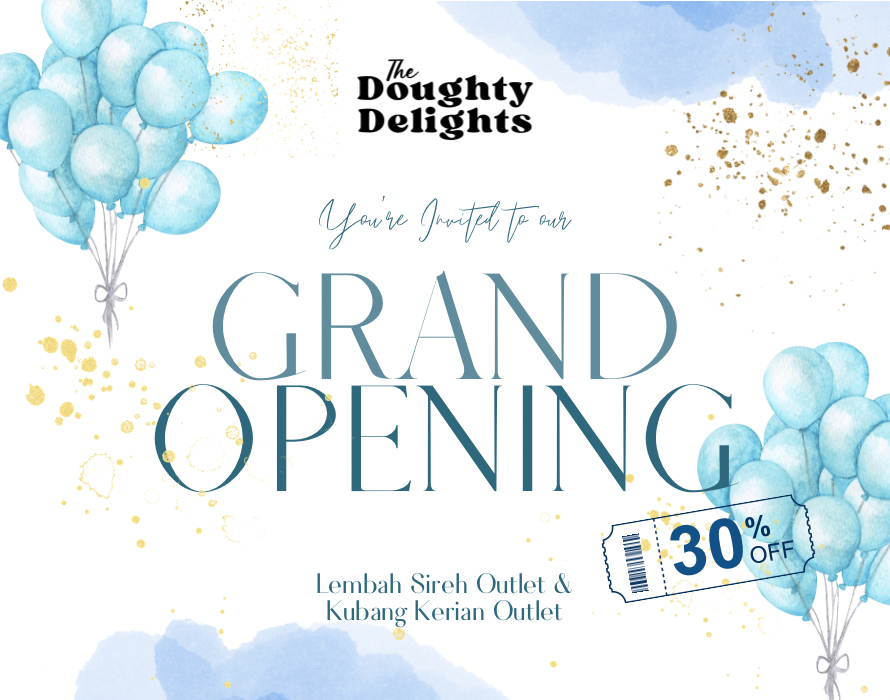 The
Doughty
Delights
You're Invited to our
GRAND
OPENING
30%
OFF
Lembah Sireh Outlet &
Kubang Kerian Outlet